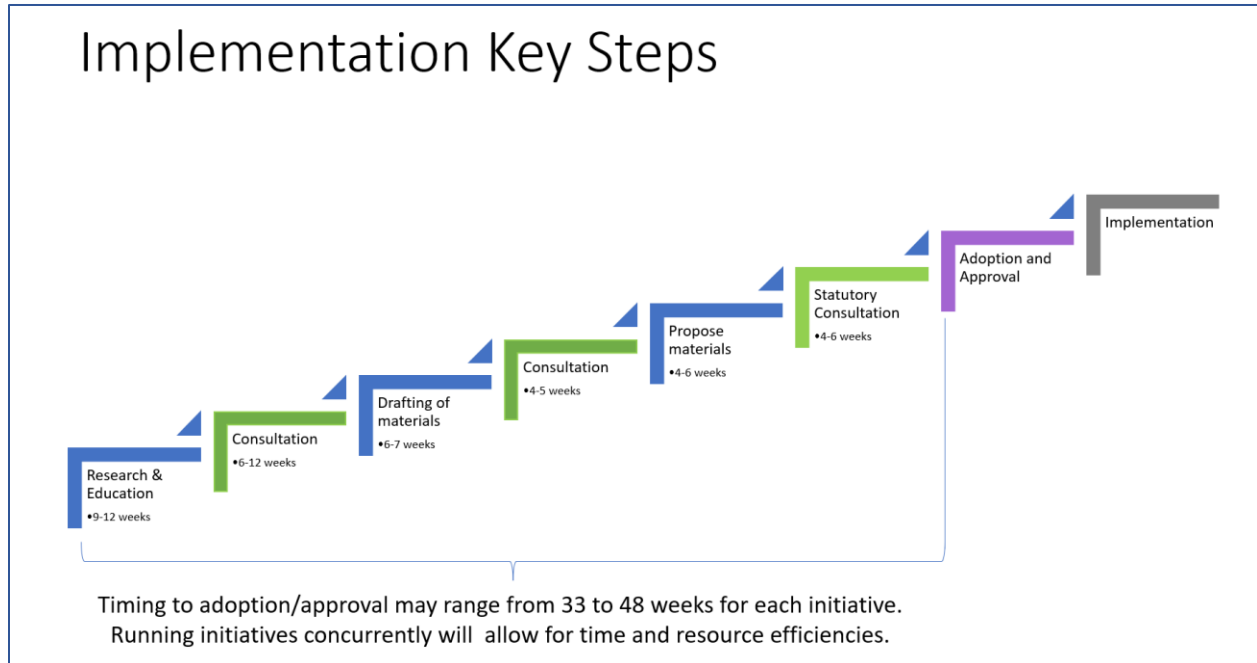 Implementation Key Steps
Research &
Education
•9-12 weeks
Consultation
•6-12 weeks
Drafting of
materials
•6-7 weeks
Consultation
•4-5 weeks
Propose
materials
•4-6 weeks
Statutory
Consultation
•4-6 weeks
Adoption and
Approval
Implementation
Timing to adoption/approval may range from 33 to 48 weeks for each initiative.
Running initiatives concurrently will  allow for time and resource efficiencies.